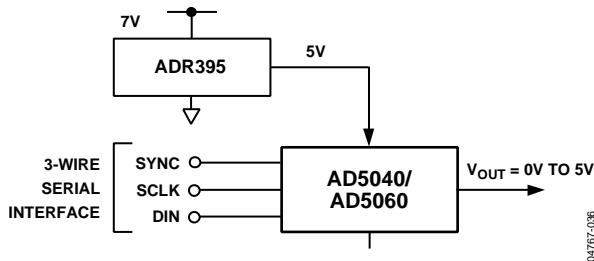 7V
ADR395
5V
3-WIRE
SERIAL
INTERFACE
SYNC
SCLK
DIN
AD5040/
AD5060
VOUT = 0V TO 5V
04767-036